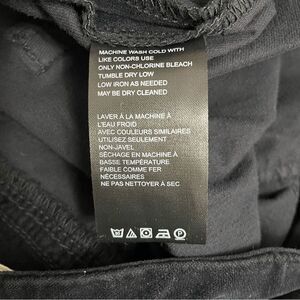 MACHINE WASH COLD WITH
LIKE COLORS USE
ONLY NON-CHLORINE BLEACH
TUMBLE DRY LOW
LOW IRON AS NEEDED
MAY BE DRY CLEANED
LAVER À LA MACHINE À
L'EAU FROID
AVEC COULEURS SIMILAIRES
UTILISEZ SEULEMENT
NON-JAVEL
SÉCHAGE EN MACHINE À
BASSE TEMPÉRATURE
FAIBLE COMME FER
NÉCESSAIRES
NE PAS NETTOYER À SEC